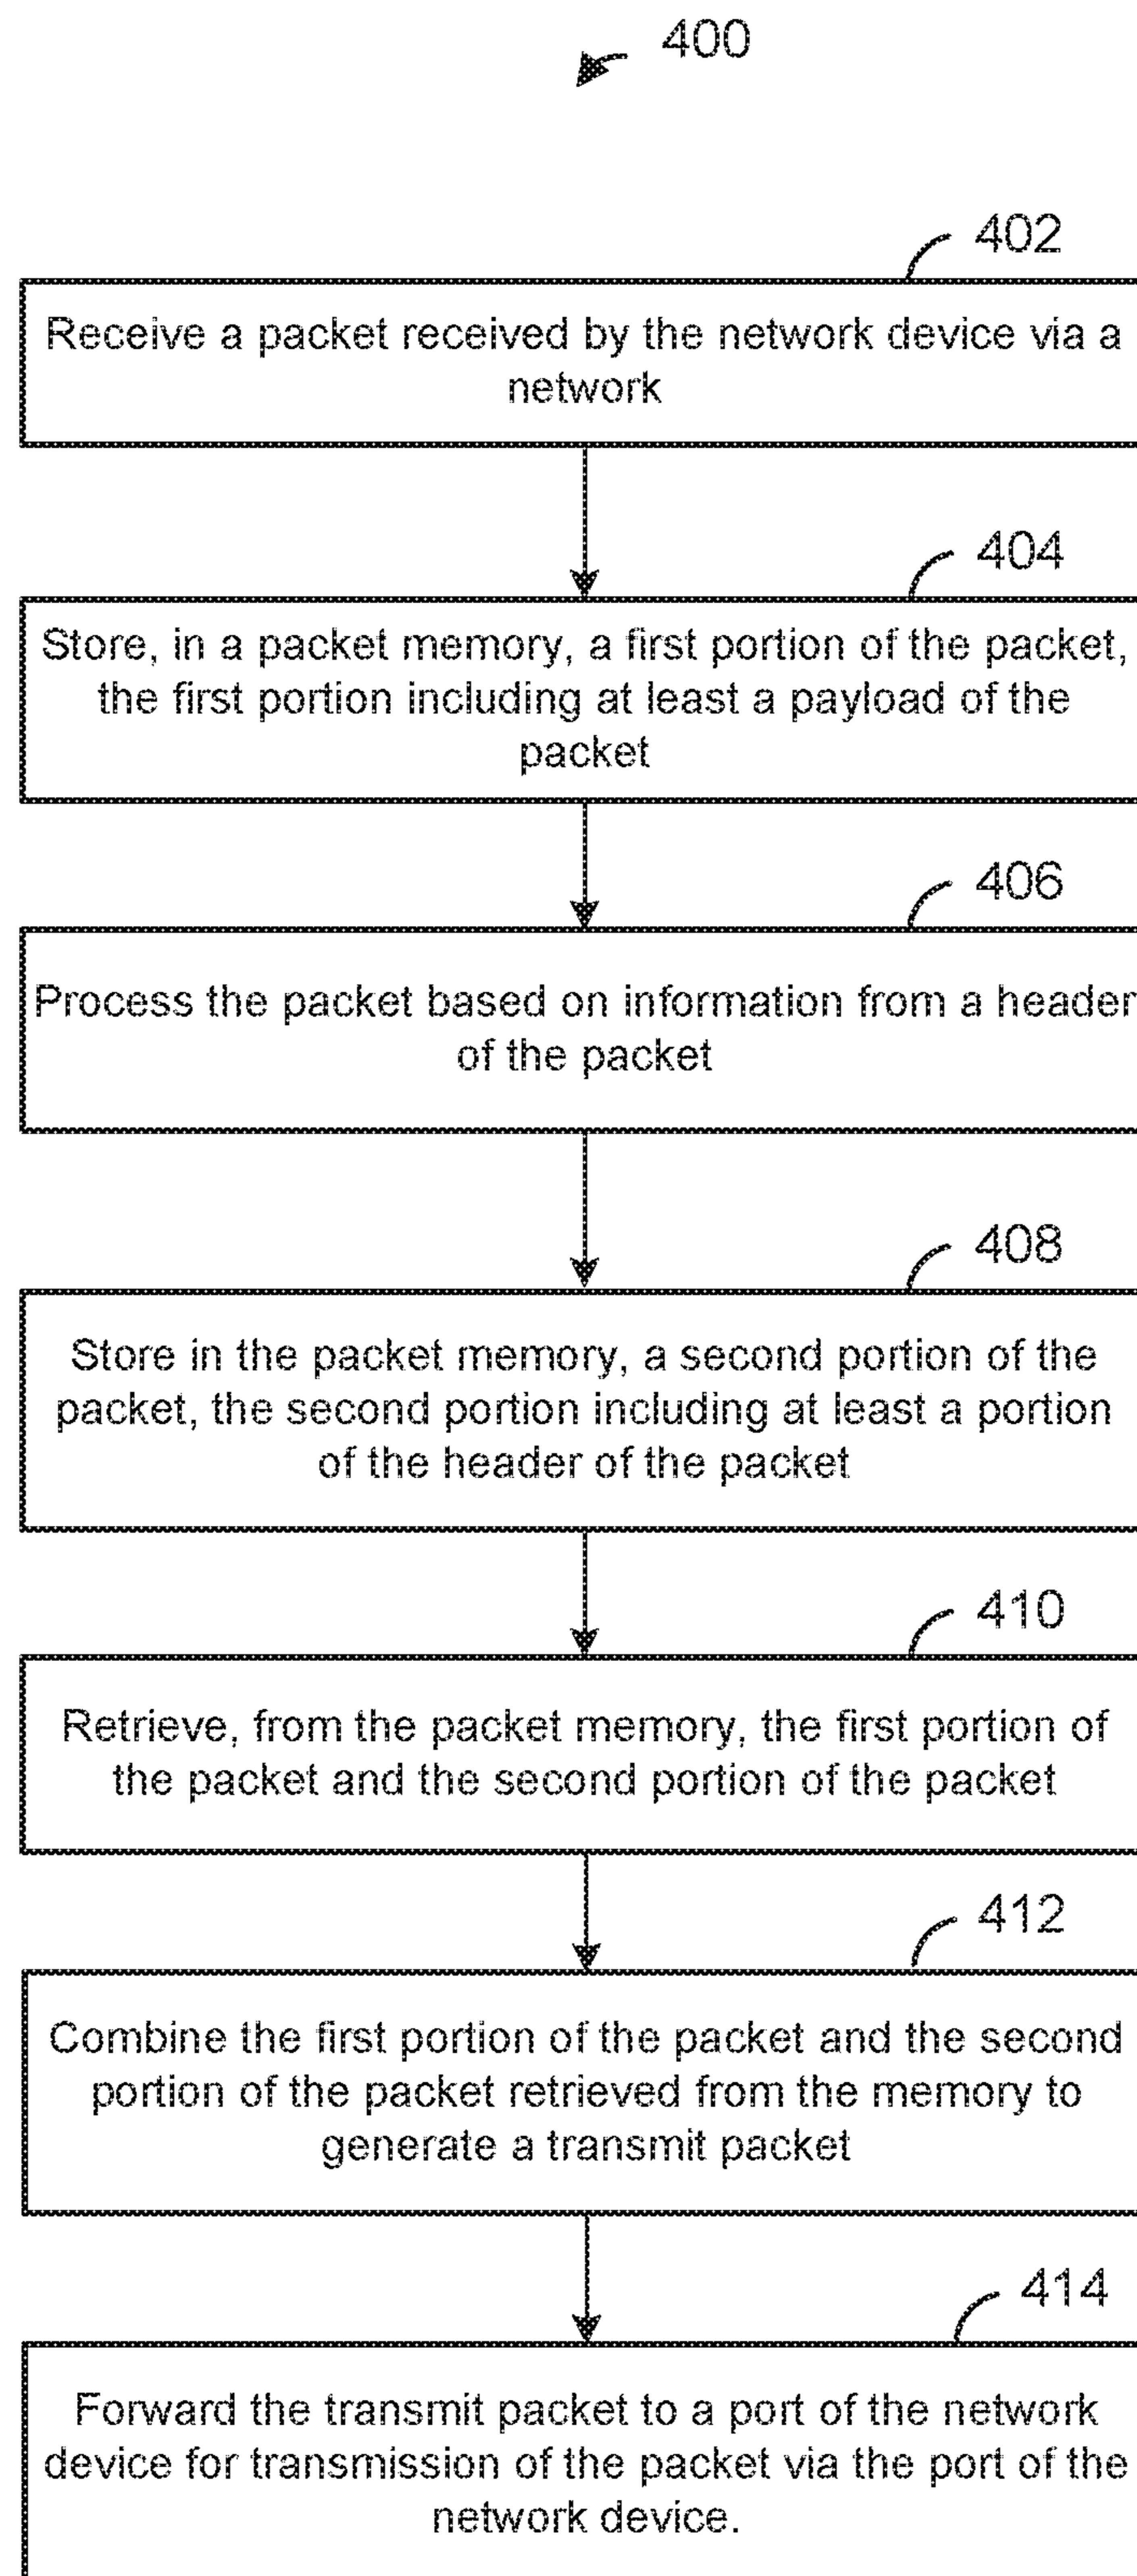 400
402
Receive a packet received by the network device via a
network
404
Store, in a packet memory, a first portion of the packet,
the first portion including at least a payload of the
packet
406
Process the packet based on information from a header
of the packet
408
Store in the packet memory, a second portion of the
packet, the second portion including at least a portion
of the header of the packet
410
Retrieve, from the packet memory, the first portion of
the packet and the second portion of the packet
412
Combine the first portion of the packet and the second
portion of the packet retrieved from the memory to
generate a transmit packet
414
Forward the transmit packet to a port of the network
device for transmission of the packet via the port of the
network device.